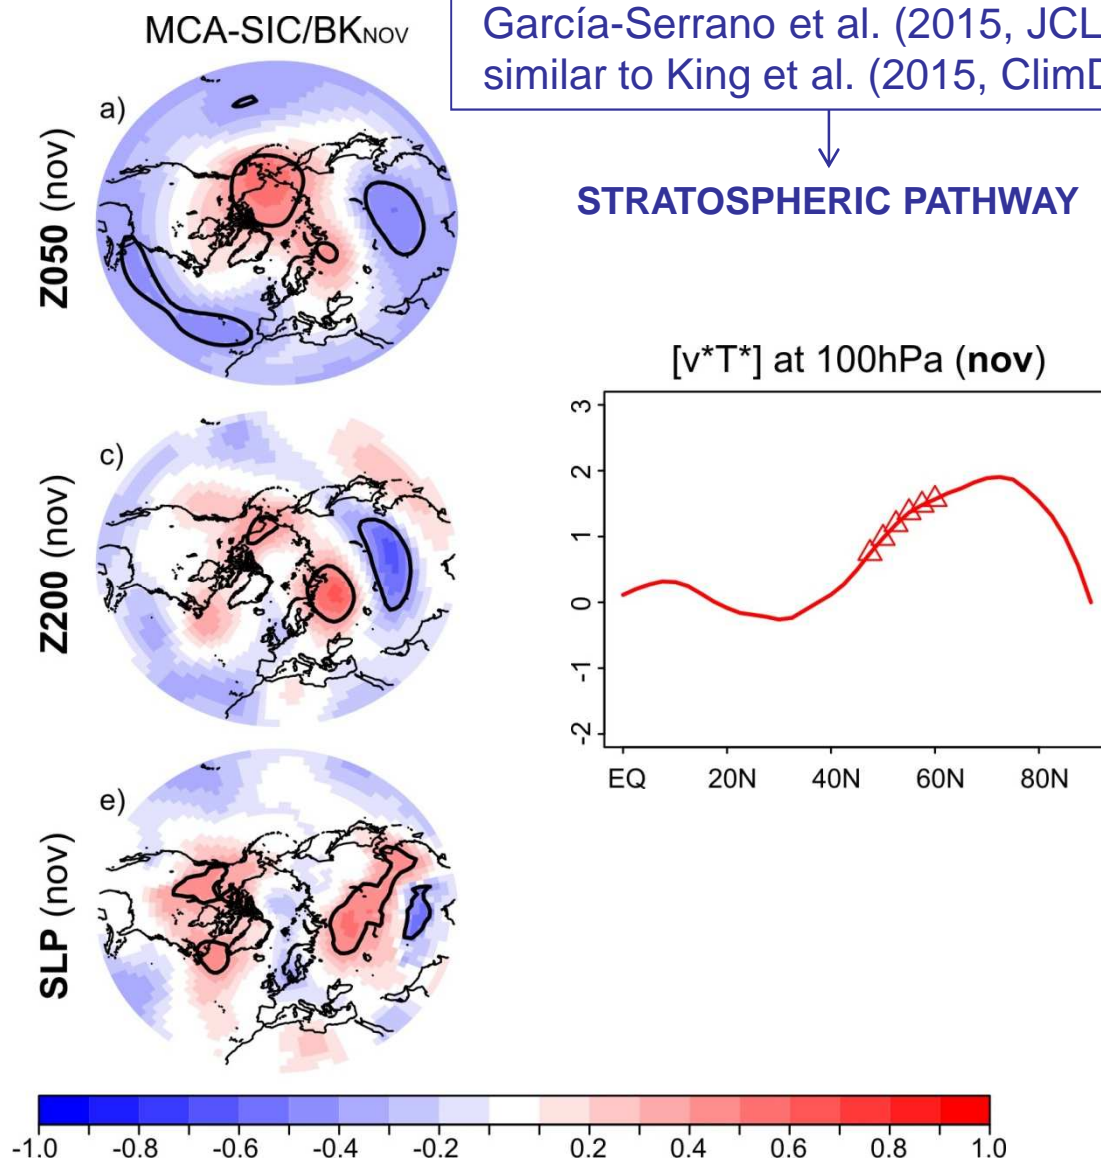 MCA-SIC/BKNOV
García-Serrano et al. (2015, JCL
similar to King et al. (2015, ClimD
STRATOSPHERIC PATHWAY
a)
Z050 (nov)
c)
Z200 (nov)
e)
SLP (nov)
[v*T*] at 100hPa (nov)
3
2
1
0
-1
-2
EQ 20N 40N 60N 80N
-1.0 -0.8 -0.6 -0.4 -0.2 0.2 0.4 0.6 0.8 1.0